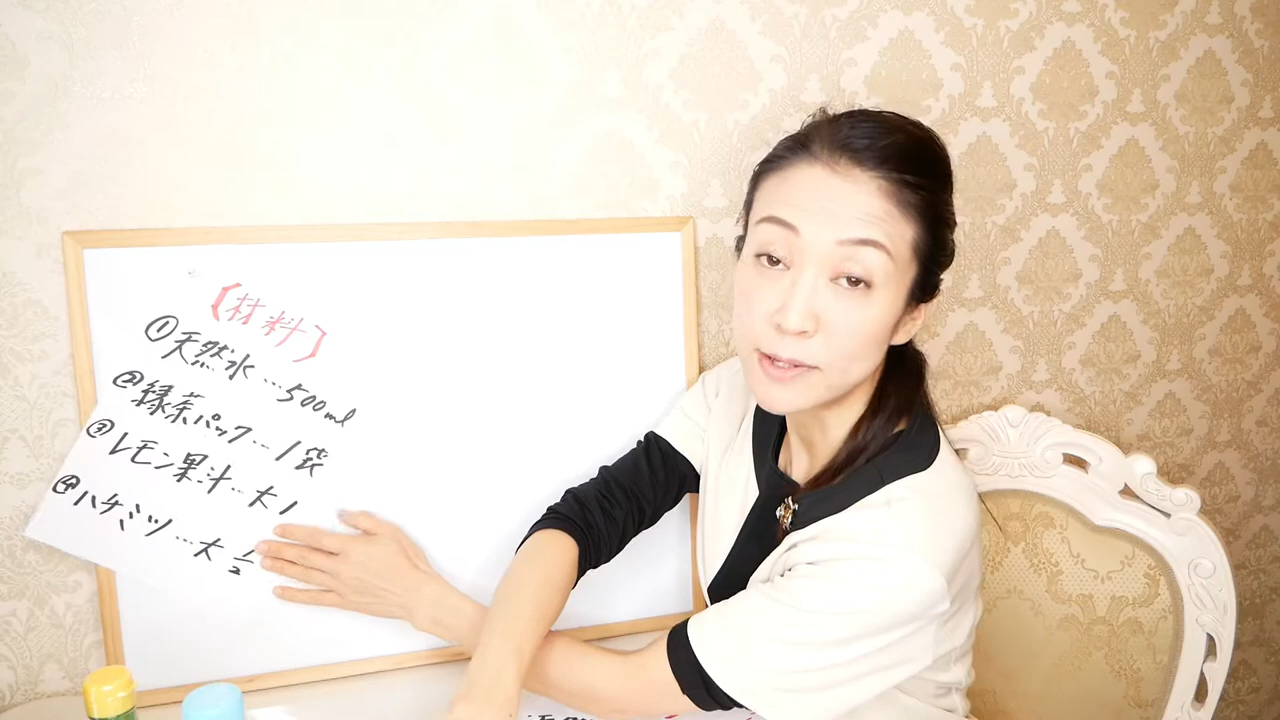 【材料】
①天然水…500ml
②緑茶パック…1袋
③レモン果汁…大1
④ハチミツ…大1/2